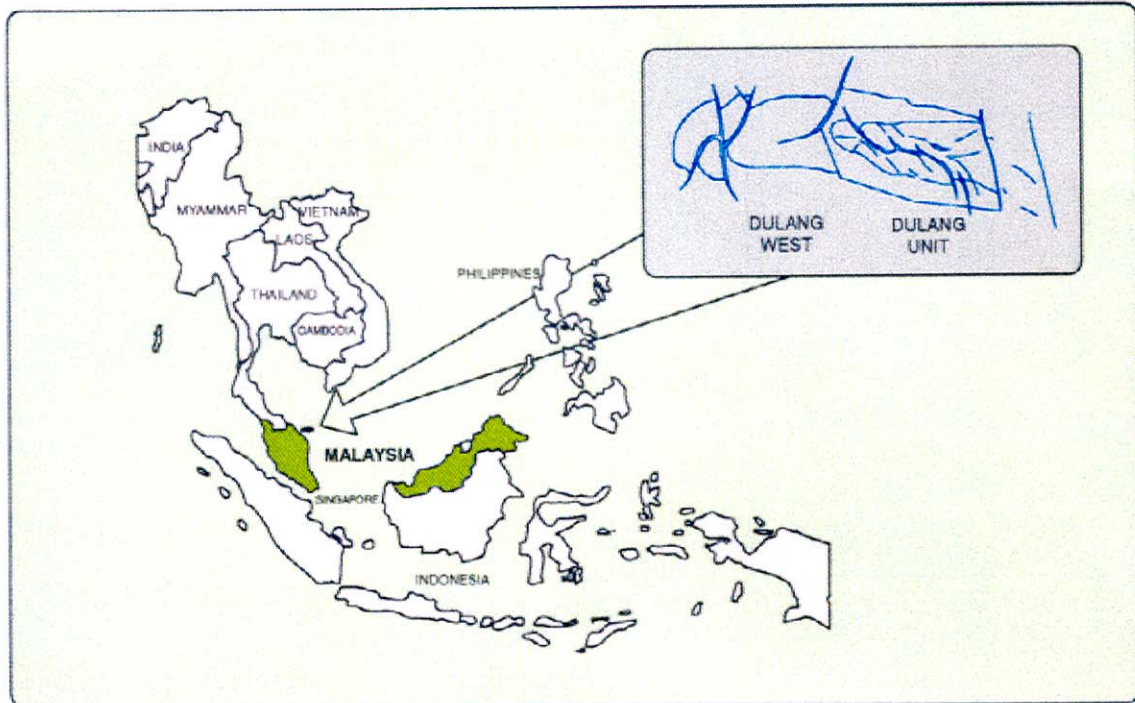 INDIA
MYAMMAR
VIETNAM
LAOS
THAILAND
CAMBODIA
PHILIPPINES
DULANG
WEST
DULANG
UNIT
MALAYSIA
SINGAPORE
INDONESIA